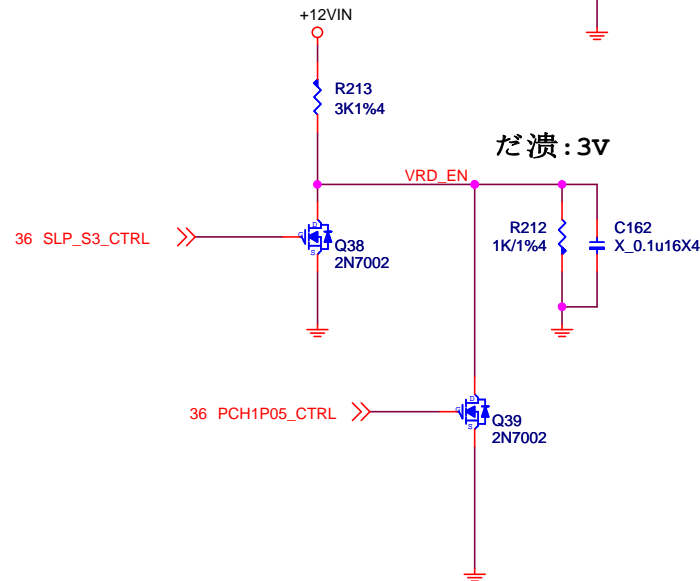 +12VIN
R213
3K1%4
だ潰:3V
VRD_EN
36 SLP_S3_CTRL
D
G
S
Q38
2N7002
R212
1K/1%4
C162
X_0.1u16X4
36 PCH1P05_CTRL
D
G
S
Q39
2N7002